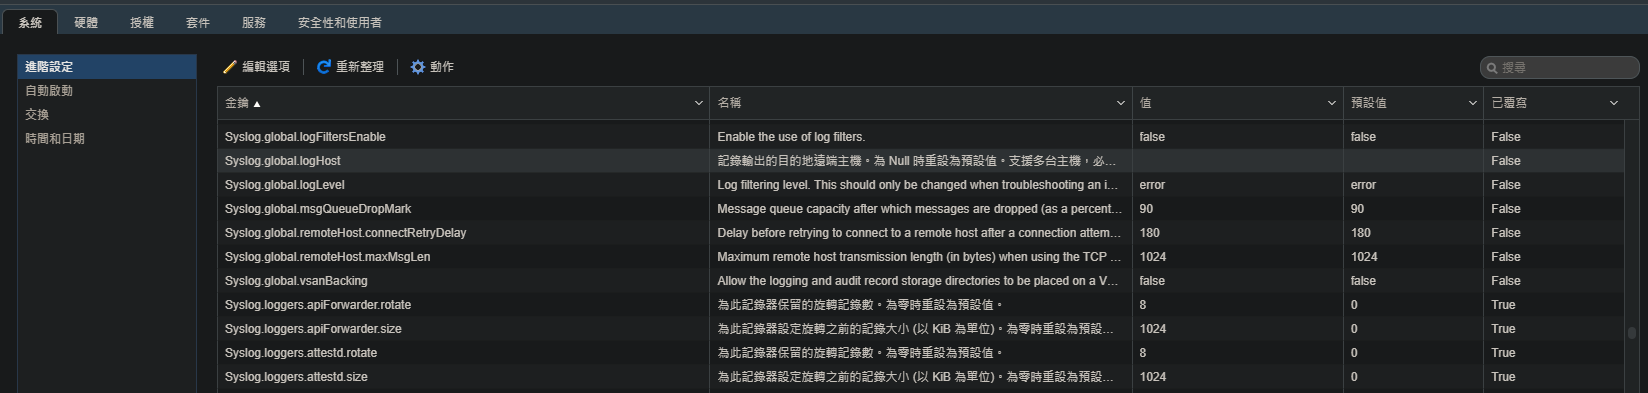 系統 硬體 授權 套件 服務 安全性和使用者
進階設定
自動啟動
交換
時間和日期
編輯選項 重新整理 動作 搜尋
金鑰 ▲ 名稱 值 預設值 已覆寫
Syslog.global.logFiltersEnable Enable the use of log filters. false false False
Syslog.global.logHost 記錄輸出的目的地遠端主機。為 Null 時重設為預設值。支援多台主機，必... False
Syslog.global.logLevel Log filtering level. This should only be changed when troubleshooting an i... error error False
Syslog.global.msgQueueDropMark Message queue capacity after which messages are dropped (as a percent... 90 90 False
Syslog.global.remoteHost.connectRetryDelay Delay before retrying to connect to a remote host after a connection attem... 180 180 False
Syslog.global.remoteHost.maxMsgLen Maximum remote host transmission length (in bytes) when using the TCP ... 1024 1024 False
Syslog.global.vsanBacking Allow the logging and audit record storage directories to be placed on a V... false false False
Syslog.loggers.apiForwarder.rotate 為此記錄器保留的旋轉記錄數。為零時重設為預設值。 8 0 True
Syslog.loggers.apiForwarder.size 為此記錄器設定旋轉之前的記錄大小 (以 KiB 為單位)。為零時重設為預設... 1024 0 True
Syslog.loggers.attestd.rotate 為此記錄器保留的旋轉記錄數。為零時重設為預設值。 8 0 True
Syslog.loggers.attestd.size 為此記錄器設定旋轉之前的記錄大小 (以 KiB 為單位)。為零時重設為預設... 1024 0 True